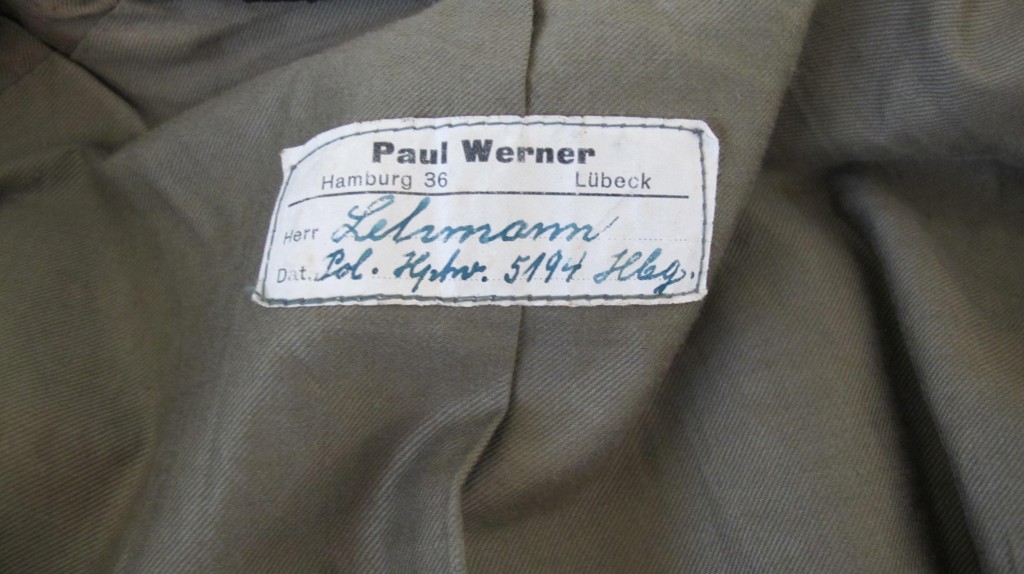 Paul Werner
Hamburg 36 Lübeck
Herr Lehmann
Dat. Pol. Hptw. 5194 Hbg.